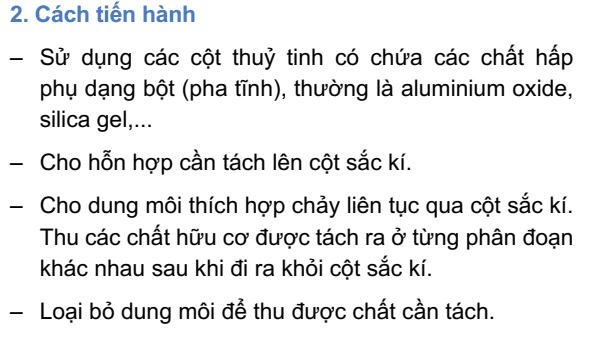 2. Cách tiến hành
– Sử dụng các cột thuỷ tinh có chứa các chất hấp
phụ dạng bột (pha tĩnh), thường là aluminium oxide,
silica gel,...
– Cho hỗn hợp cần tách lên cột sắc kí.
– Cho dung môi thích hợp chảy liên tục qua cột sắc kí.
Thu các chất hữu cơ được tách ra ở từng phân đoạn
khác nhau sau khi đi ra khỏi cột sắc kí.
– Loại bỏ dung môi để thu được chất cần tách.